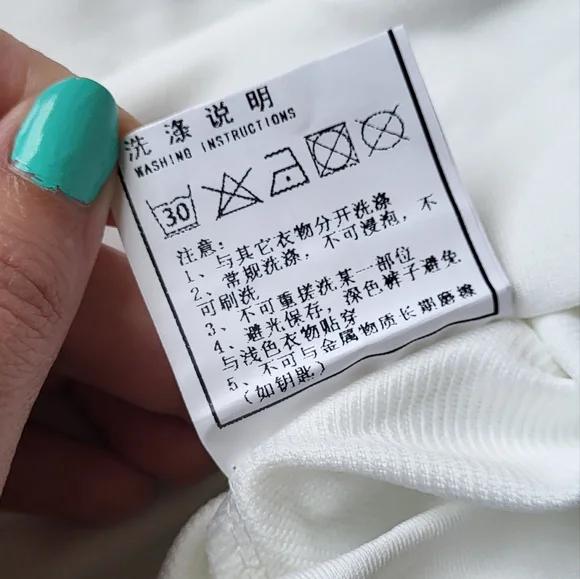 洗涤说明
WASHING INSTRUCTIONS
30
注意:
1、与其它衣物分开洗涤
2、常规洗涤,不可浸泡,不
可刷洗
3、不可重搓洗某一部位
4、避光保存,深色裤子避免
与浅色衣物贴穿
5、不可与金属物质长期磨擦
(如钥匙)